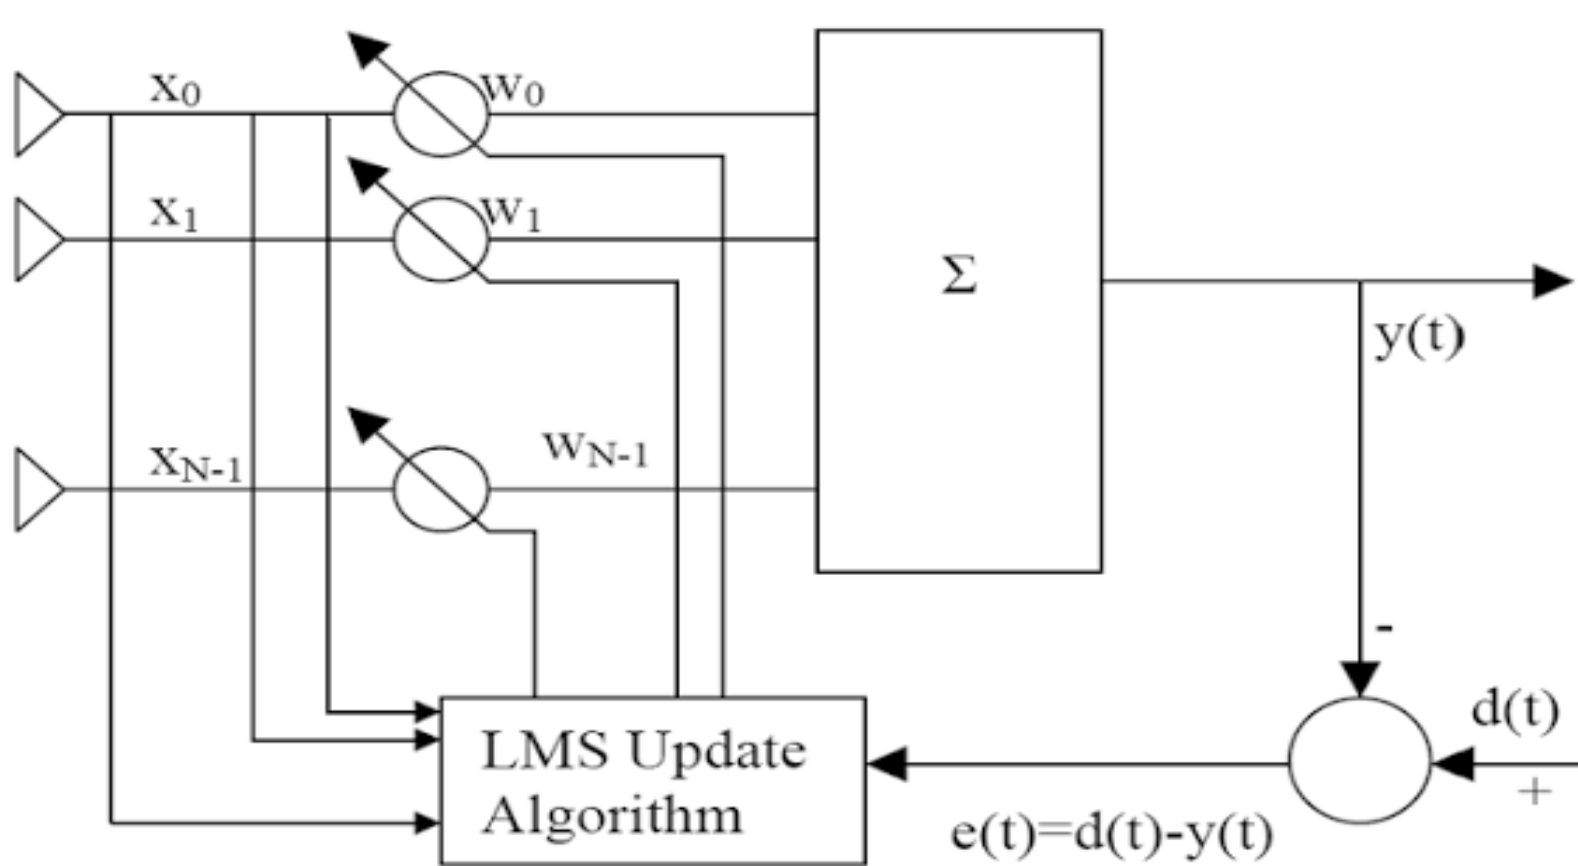 x0
w0
x1
w1
Σ
y(t)
xN-1
wN-1
-
d(t)
+
LMS Update
Algorithm
e(t)=d(t)-y(t)